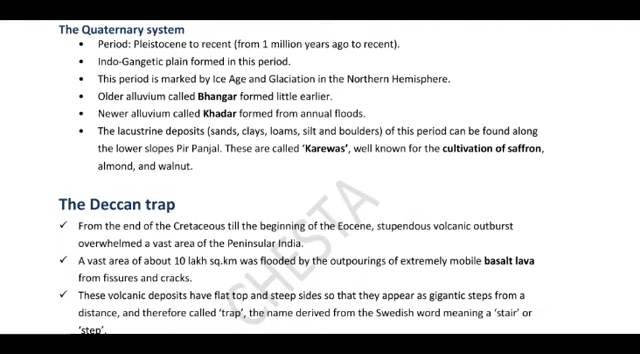 The Quaternary system
• Period: Pleistocene to recent (from 1 million years ago to recent).
• Indo-Gangetic plain formed in this period.
• This period is marked by Ice Age and Glaciation in the Northern Hemisphere.
• Older alluvium called Bhangar formed little earlier.
• Newer alluvium called Khadar formed from annual floods.
• The lacustrine deposits (sands, clays, loams, silt and boulders) of this period can be found along
the lower slopes Pir Panjal. These are called ‘Karewas’, well known for the cultivation of saffron,
almond, and walnut.
The Deccan trap
✓ From the end of the Cretaceous till the beginning of the Eocene, stupendous volcanic outburst
overwhelmed a vast area of the Peninsular India.
✓ A vast area of about 10 lakh sq.km was flooded by the outpourings of extremely mobile basalt lava
from fissures and cracks.
✓ These volcanic deposits have flat top and steep sides so that they appear as gigantic steps from a
distance, and therefore called ‘trap’, the name derived from the Swedish word meaning a ‘stair’ or
‘step’.
CHESTA